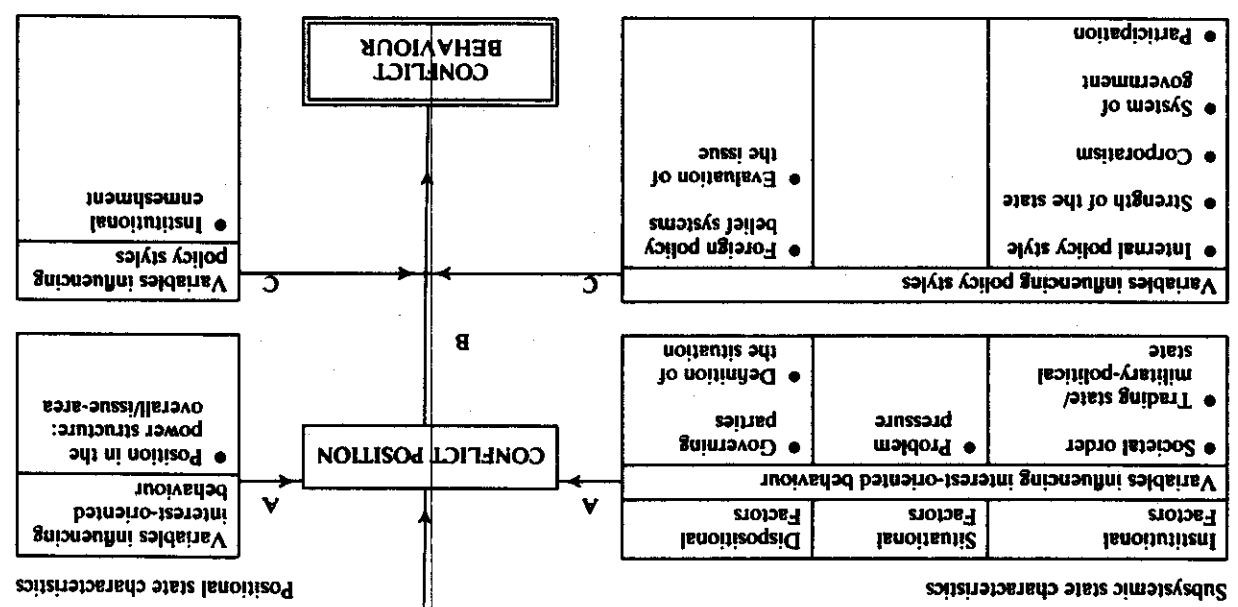 Subsystemic state characteristics
Institutional
Factors
Situational
Factors
Dispositional
Factors
Variables influencing interest-oriented behaviour
• Societal order
• Trading state/
military-political
state
• Problem
pressure
• Governing
parties
• Definition of
the situation
Variables influencing policy styles
• Internal policy style
• Strength of the state
• Corporatism
• System of
government
• Participation
• Foreign policy
belief systems
• Evaluation of
the issue
A
CONFLICT POSITION
A
B
C
C
CONFLICT
BEHAVIOUR
Positional state characteristics
Variables influencing
interest-oriented
behaviour
• Position in the
power structure:
overall/issue-area
Variables influencing
policy styles
• Institutional
enmeshment